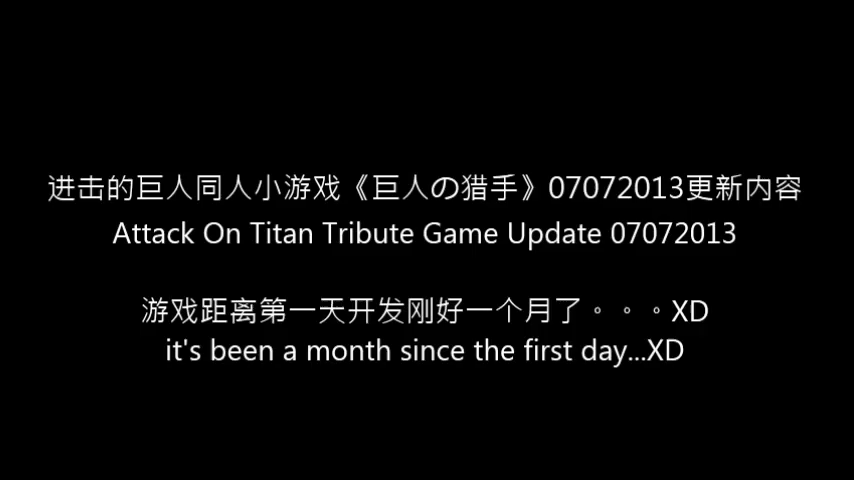 进击的巨人同人小游戏《巨人の猎手》07072013更新内容
Attack On Titan Tribute Game Update 07072013
游戏距离第一天开发刚好一个月了。。。XD
it's been a month since the first day...XD